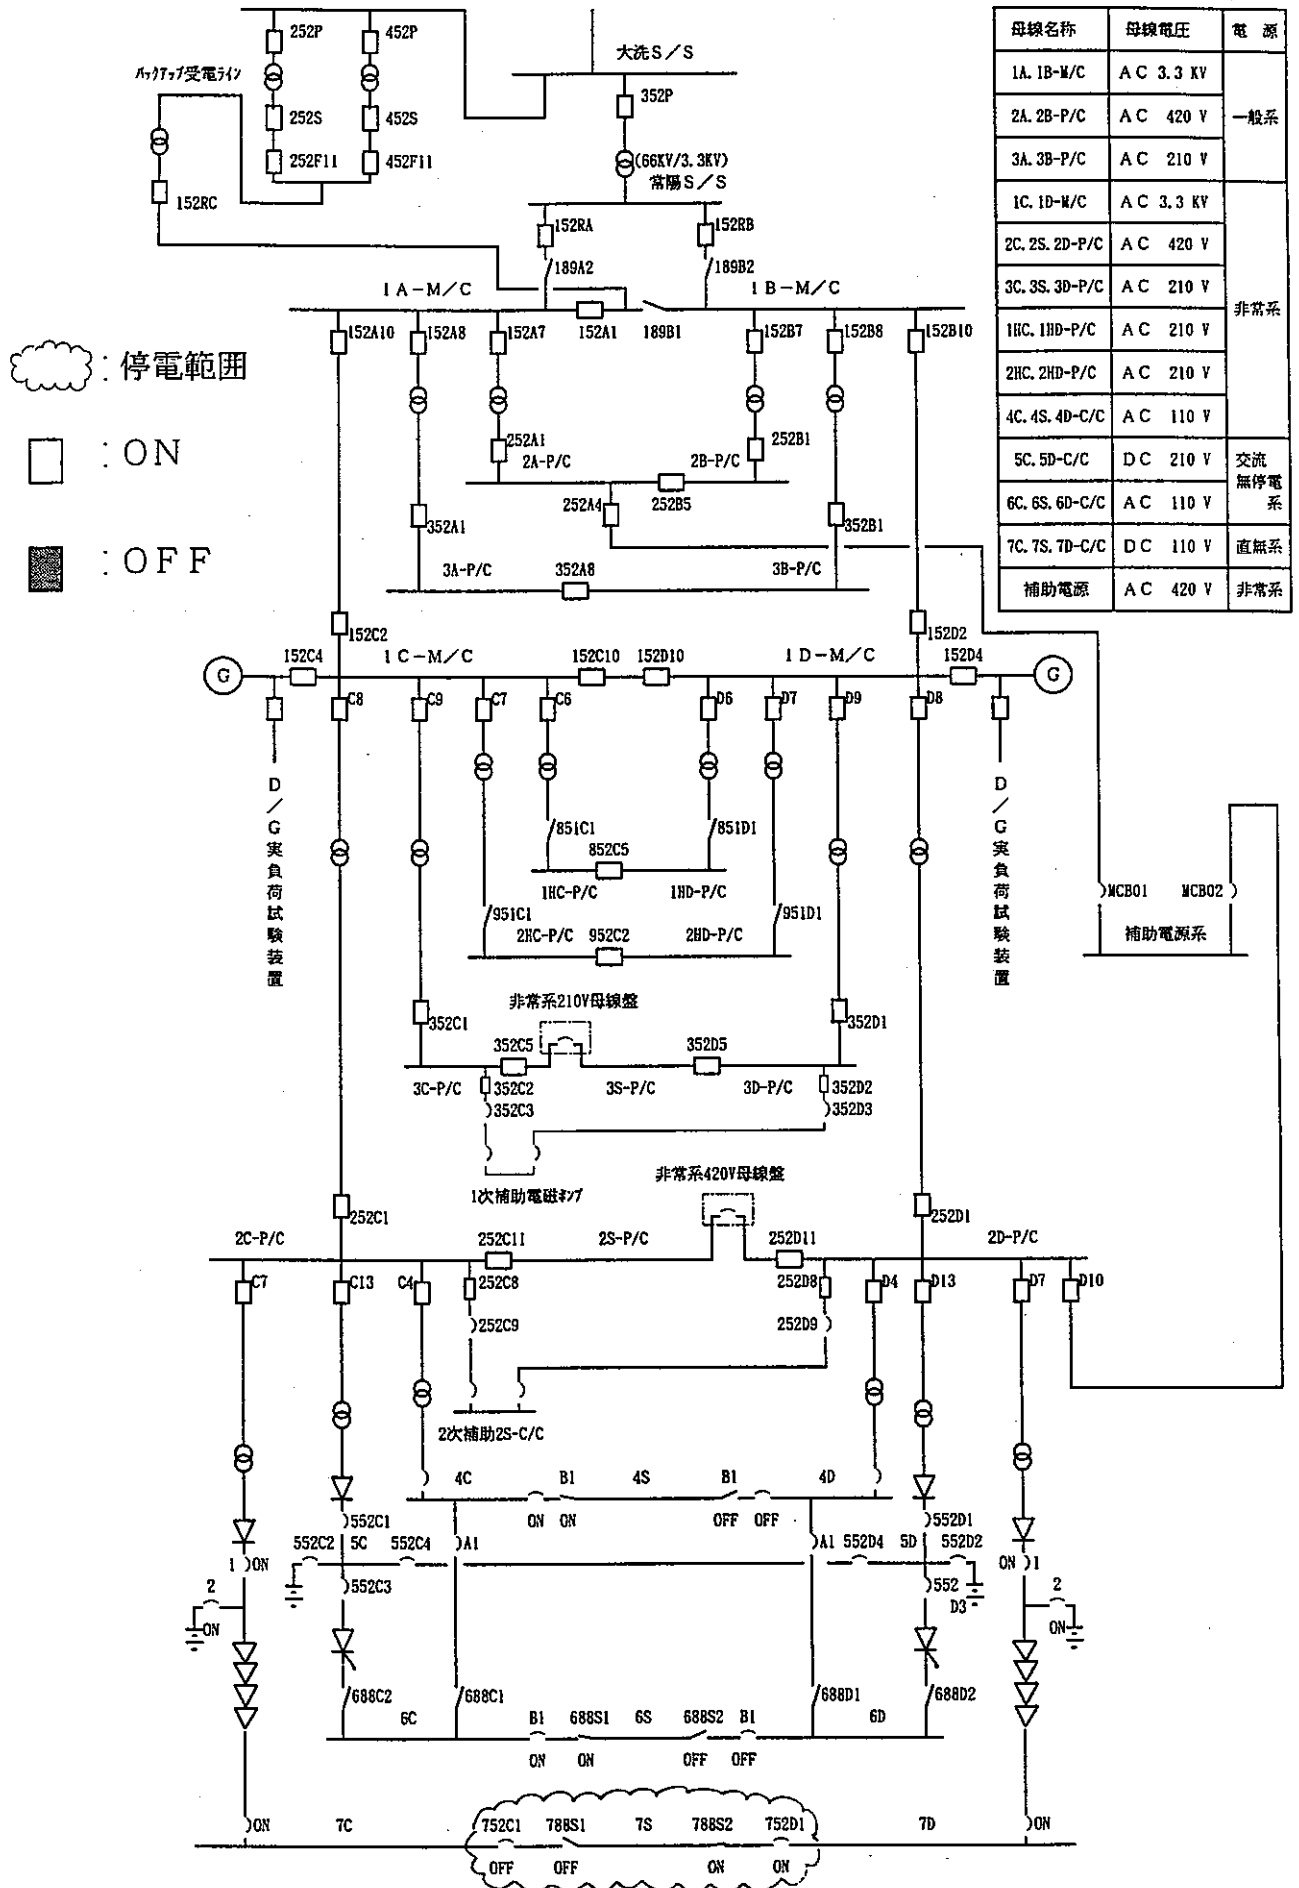 252P
452P
大洗S/S
バックアップ受電ライン
352P
252S
452S
(66KV/3.3KV)
252F11
452F11
常陽S/S
152RC
152RA
152RB
189A2
189B2
1A-M/C
1B-M/C
152A10
152A8
152A7
152A1
189B1
152B7
152B8
152B10
母線名称 母線電圧 電 源
1A. 1B-M/C AC 3.3 KV
2A. 2B-P/C AC 420 V 一般系
3A. 3B-P/C AC 210 V
1C. 1D-M/C AC 3.3 KV
2C. 2S. 2D-P/C AC 420 V
3C. 3S. 3D-P/C AC 210 V
非常系
1HC. 1HD-P/C AC 210 V
2HC. 2HD-P/C AC 210 V
4C. 4S. 4D-C/C AC 110 V
5C. 5D-C/C DC 210 V 交流
無停電
6C. 6S. 6D-C/C AC 110 V 系
7C. 7S. 7D-C/C DC 110 V 直無系
補助電源 AC 420 V 非常系
:停電範囲
:ON
:OFF
252A1
252B1
2A-P/C
2B-P/C
252A4
252B5
352A1
352B1
3A-P/C
352A8
3B-P/C
152C2
152D2
152C4
1C-M/C
152C10
152D10
1D-M/C
152D4
G
G
C8
C9
C7
C6
D6
D7
D9
D8
D/G実負荷試験装置
D/G実負荷試験装置
851C1
851D1
852C5
1HC-P/C
1HD-P/C
MCB01
MCB02
951C1
951D1
2HC-P/C
952C2
2HD-P/C
補助電源系
非常系210V母線盤
352C1
352D1
352C5
352D5
3C-P/C
352C2
3S-P/C
3D-P/C
352D2
352C3
352D3
1次補助電磁ポンプ
非常系420V母線盤
252C1
252D1
2C-P/C
252C11
2S-P/C
252D11
2D-P/C
C7
C13
C4
252C8
252D8
D4
D13
D7
D10
252C9
252D9
2次補助2S-C/C
4C
B1
4S
B1
4D
ON
ON
OFF
OFF
552C1
552D1
552C2
5C
552C4
A1
A1
552D4
5D
552D2
1
ON
ON
1
2
552C3
552
D3
2
ON
ON
688C2
688C1
688D1
688D2
6C
B1
688S1
6S
688S2
B1
6D
ON
ON
OFF
OFF
ON
7C
752C1
788S1
7S
788S2
752D1
7D
ON
OFF
OFF
ON
ON